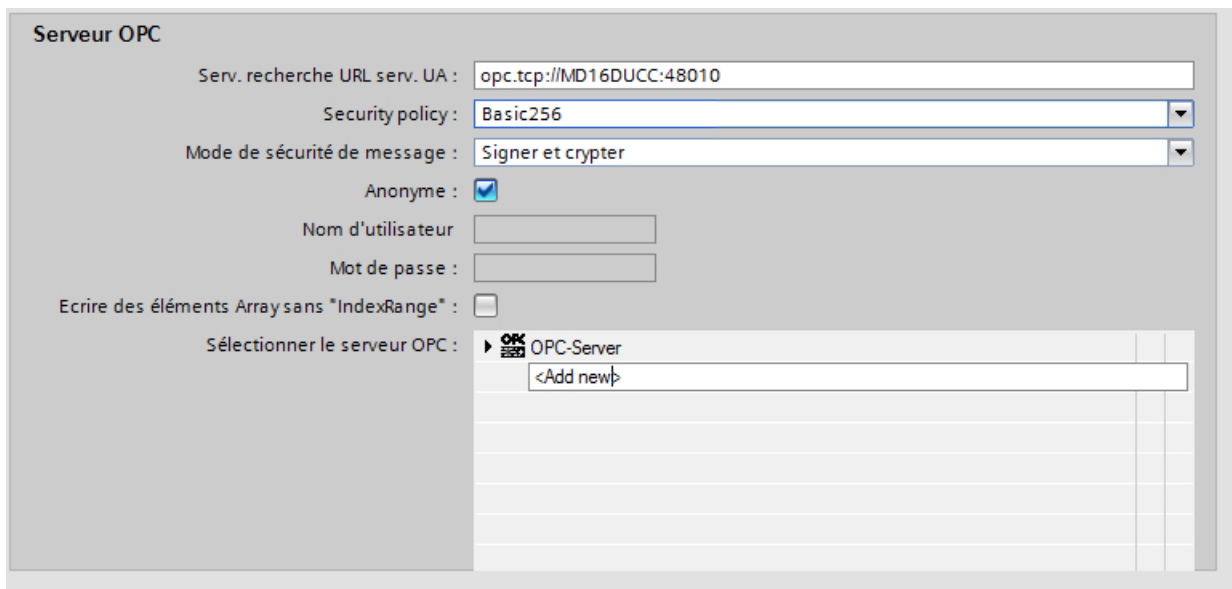 Serveur OPC
Serv. recherche URL serv. UA : opc.tcp://MD16DUCC:48010
Security policy : Basic256
Mode de sécurité de message : Signer et crypter
Anonyme :
Nom d'utilisateur
Mot de passe :
Ecrire des éléments Array sans "IndexRange" :
Sélectionner le serveur OPC : OPC OPC-Server
<Add new>